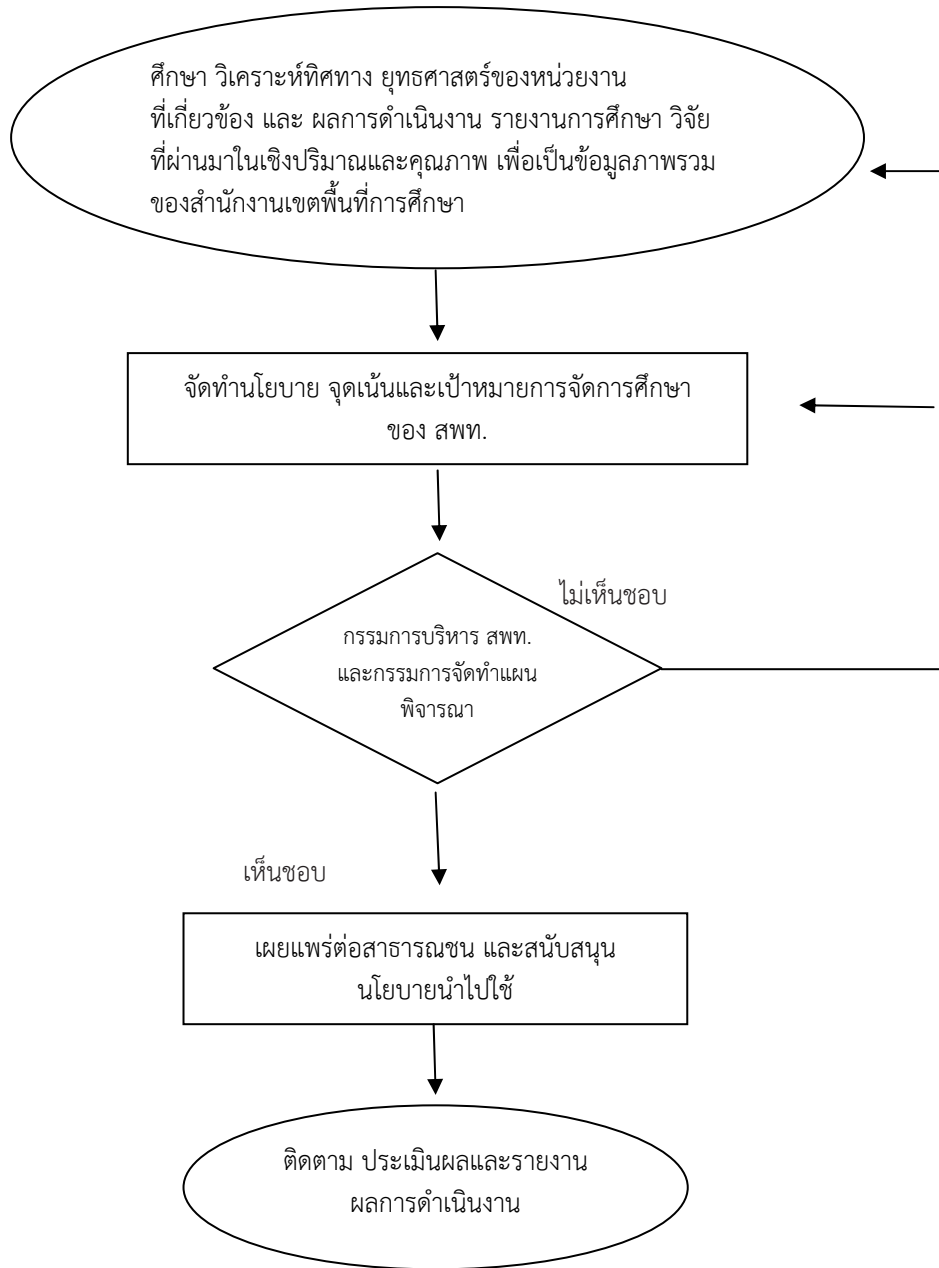 ศึกษา วิเคราะห์ทิศทาง ยุทธศาสตร์ของหน่วยงาน
ที่เกี่ยวข้อง และ ผลการดำเนินงาน รายงานการศึกษา วิจัย
ที่ผ่านมาในเชิงปริมาณและคุณภาพ เพื่อเป็นข้อมูลภาพรวม
ของสำนักงานเขตพื้นที่การศึกษา
จัดทำนโยบาย จุดเน้นและเป้าหมายการจัดการศึกษา
ของ สพท.
ไม่เห็นชอบ
กรรมการบริหาร สพท.
และกรรมการจัดทำแผน
พิจารณา
เห็นชอบ
เผยแพร่ต่อสาธารณชน และสนับสนุน
นโยบายนำไปใช้
ติดตาม ประเมินผลและรายงาน
ผลการดำเนินงาน